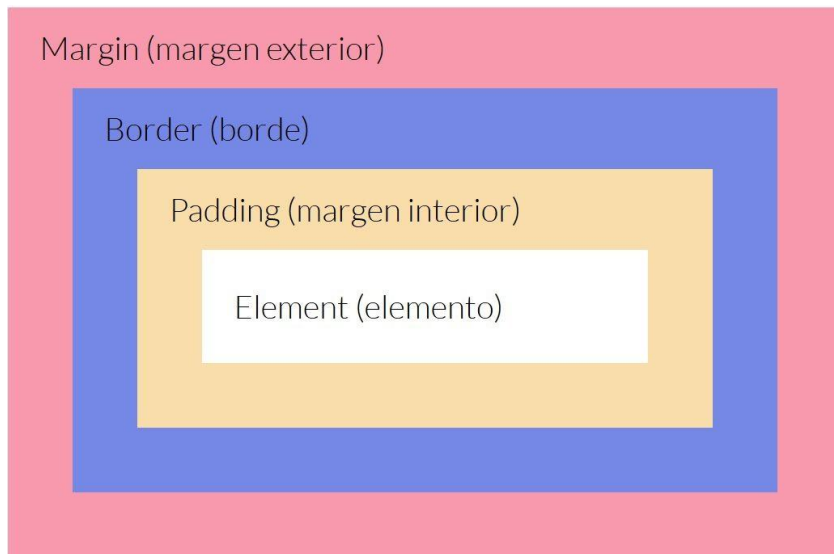 Margin (margen exterior)
Border (borde)
Padding (margen interior)
Element (elemento)